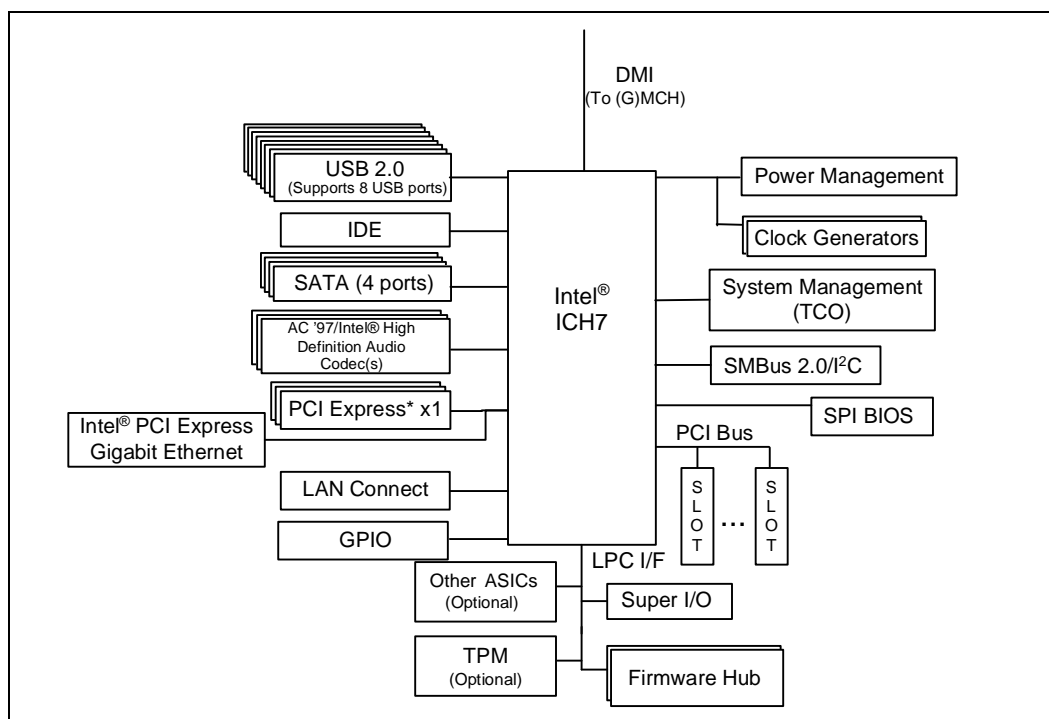 DMI
(To (G)MCH)
USB 2.0
(Supports 8 USB ports)
IDE
SATA (4 ports)
AC '97/Intel® High
Definition Audio
Codec(s)
PCI Express* x1
Intel® PCI Express
Gigabit Ethernet
LAN Connect
GPIO
Intel®
ICH7
Power Management
Clock Generators
System Management
(TCO)
SMBus 2.0/I²C
SPI BIOS
PCI Bus
SLOT
...
SLOT
LPC I/F
Other ASICs
(Optional)
Super I/O
TPM
(Optional)
Firmware Hub